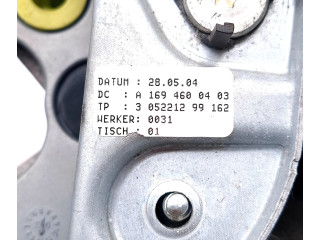 DATUM : 28.05.04
DC : A 169 460 04 03
TP : 3 052212 99 162
WERKER: 0031
TISCH : 01